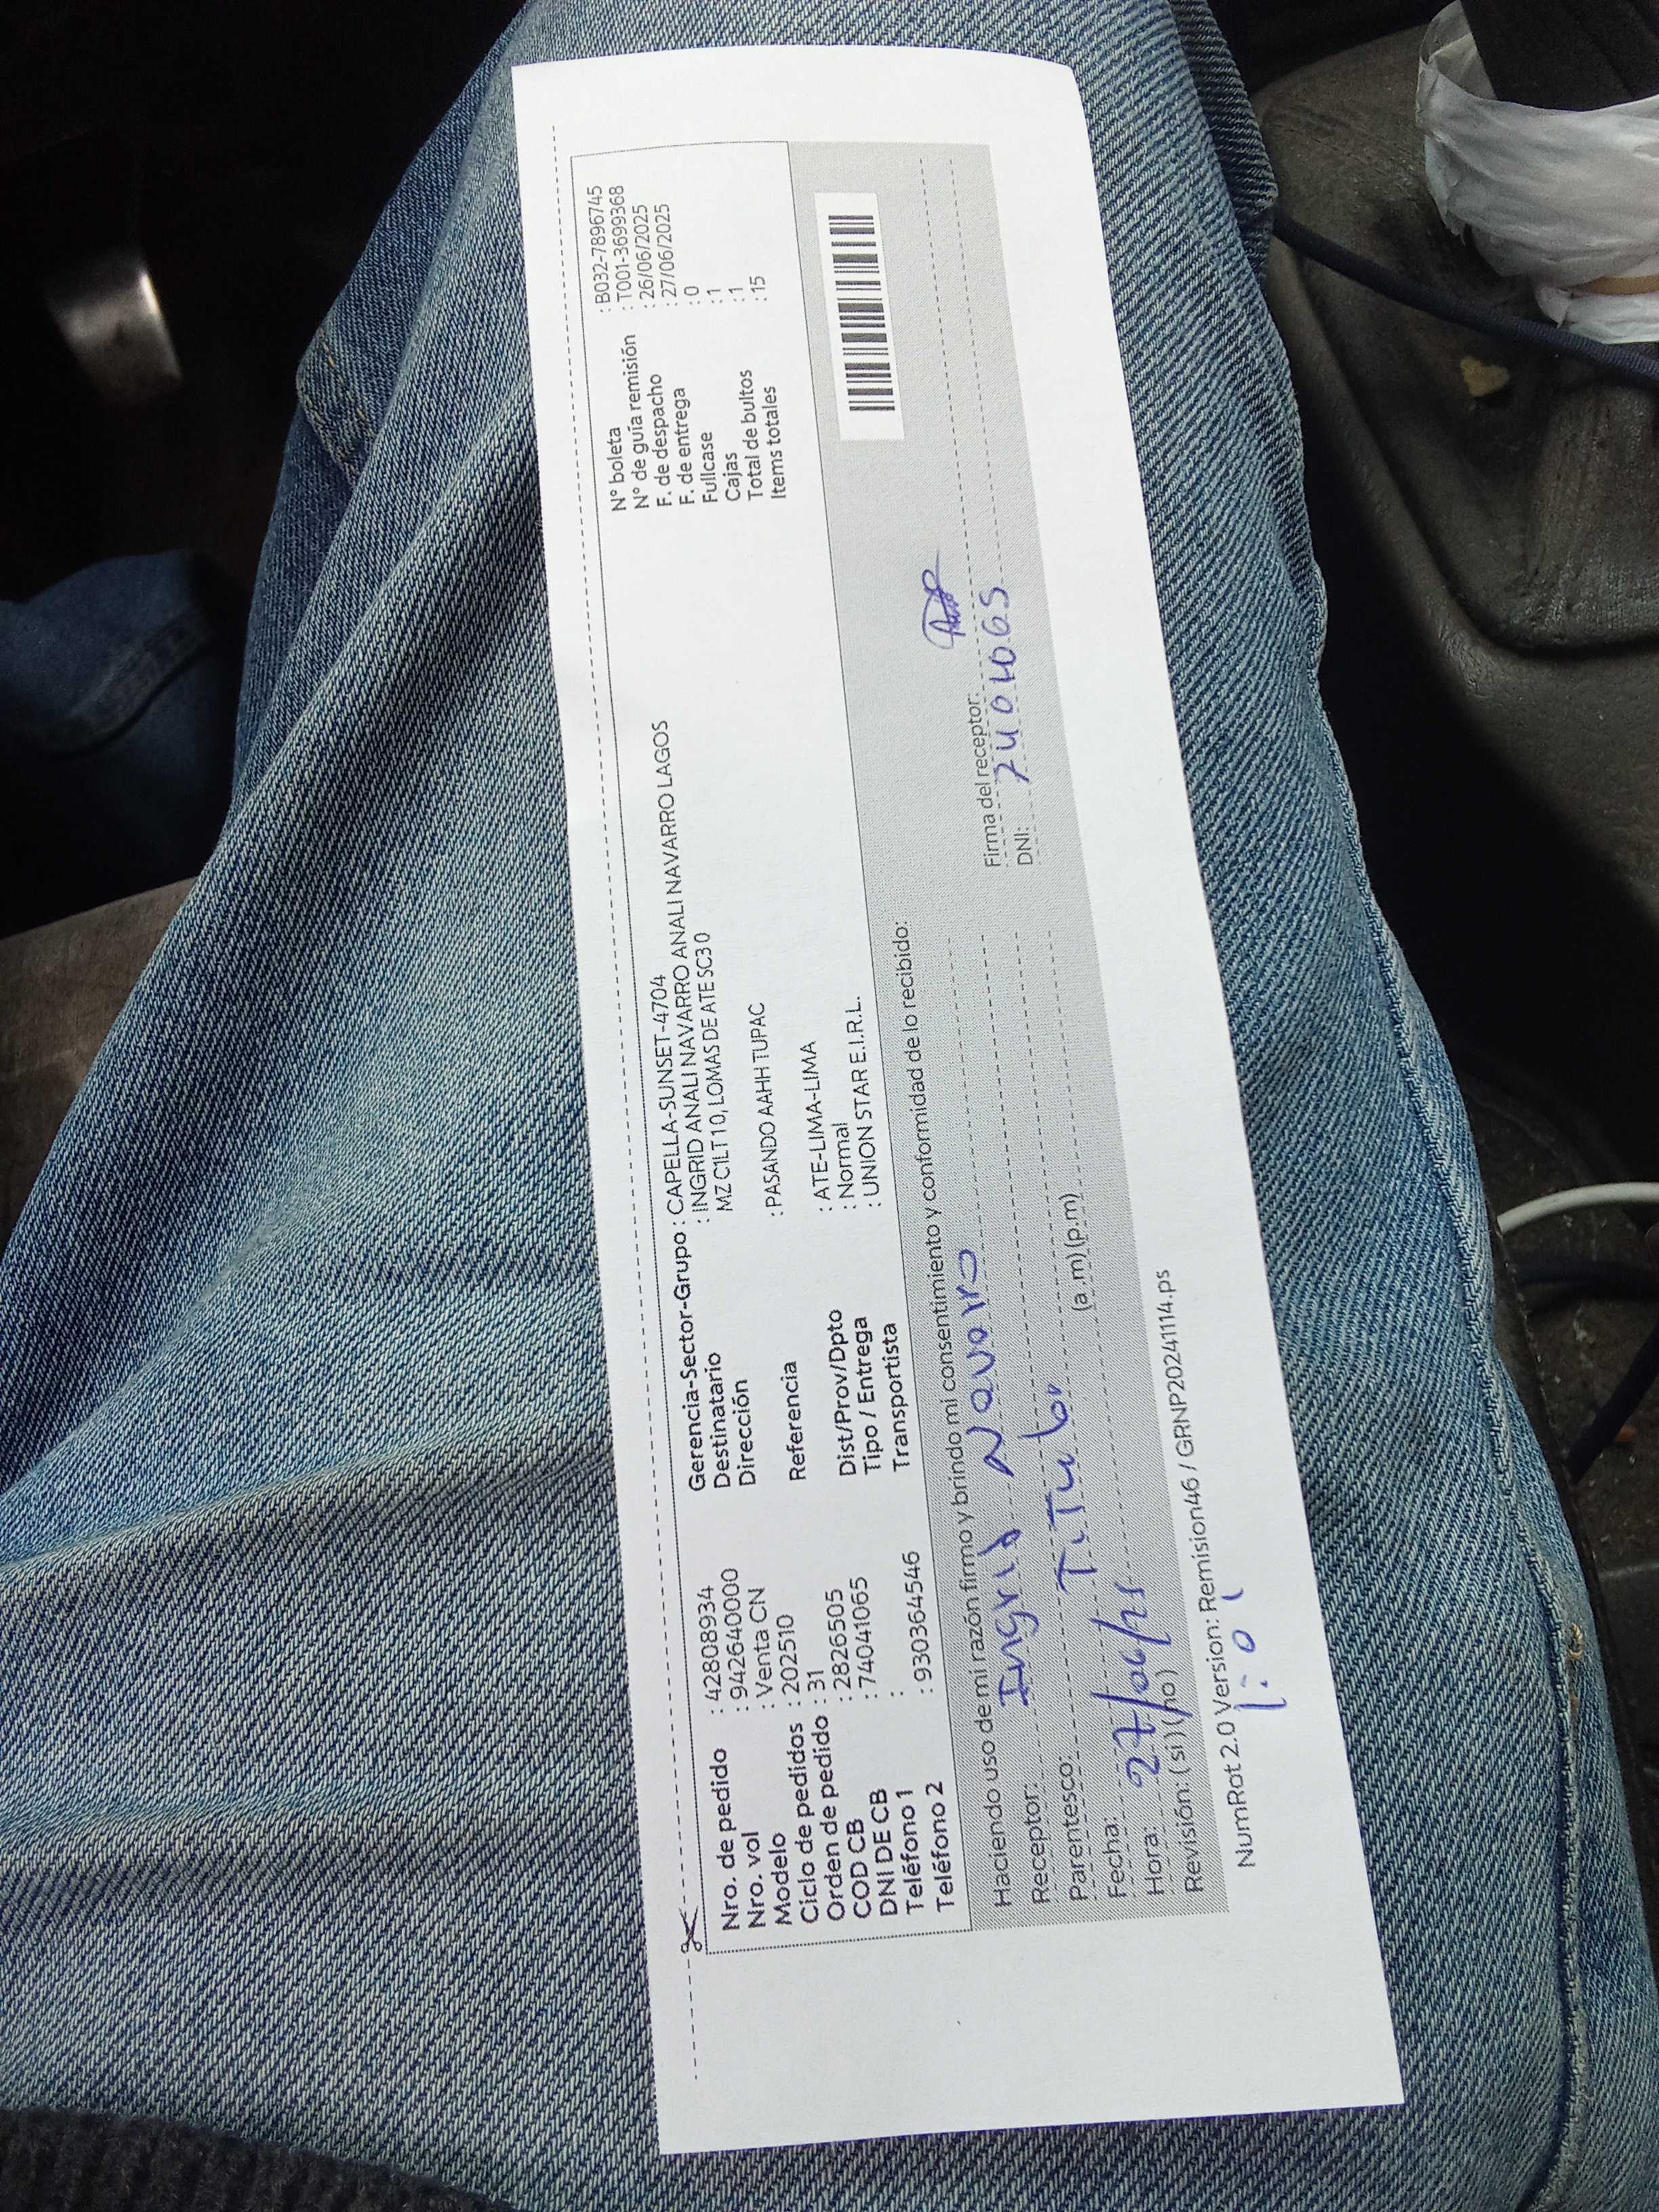 Nro. de pedido : 42808934
Nro. vol : 942640000
Modelo : Venta CN
Ciclo de pedidos : 202510
Orden de pedido : 31
COD CB : 2826505
DNI DE CB : 74041065
Teléfono 1 :
Teléfono 2 : 930364546
Gerencia-Sector-Grupo : CAPELLA-SUNSET-4704
Destinatario : INGRID ANALI NAVARRO ANALI NAVARRO LAGOS
Dirección MZ C1LT10, LOMAS DE ATE SC3 0
Referencia : PASANDO AAHH TUPAC
Dist/Prov/Dpto : ATE-LIMA-LIMA
Tipo / Entrega : Normal
Transportista : UNION STAR E.I.R.L.
N° boleta : B032-7896745
N° de guía remisión : T001-3699368
F. de despacho : 26/06/2025
F. de entrega : 27/06/2025
Fullcase : 0
Cajas : 1
Total de bultos : 1
Items totales : 15
Haciendo uso de mi razón firmo y brindo mi consentimiento y conformidad de lo recibido:
Receptor: Ingrid Navarro
Parentesco: Titular
Fecha: 27/06/25
Hora: (a.m) (p.m)
Revisión: (si) (no)
Firma del receptor:
DNI:
NumRot 2.0 Version: Remision46 / GRNP20241114.ps
1:01